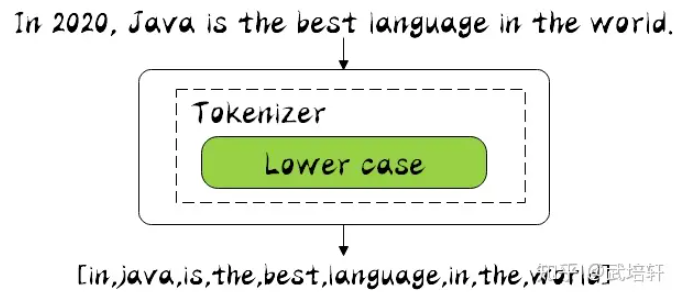 In 2020, Java is the best language in the world.
Tokenizer
Lower case
[in,java,is,the,best,language,in,the,world]
知乎 @武培轩